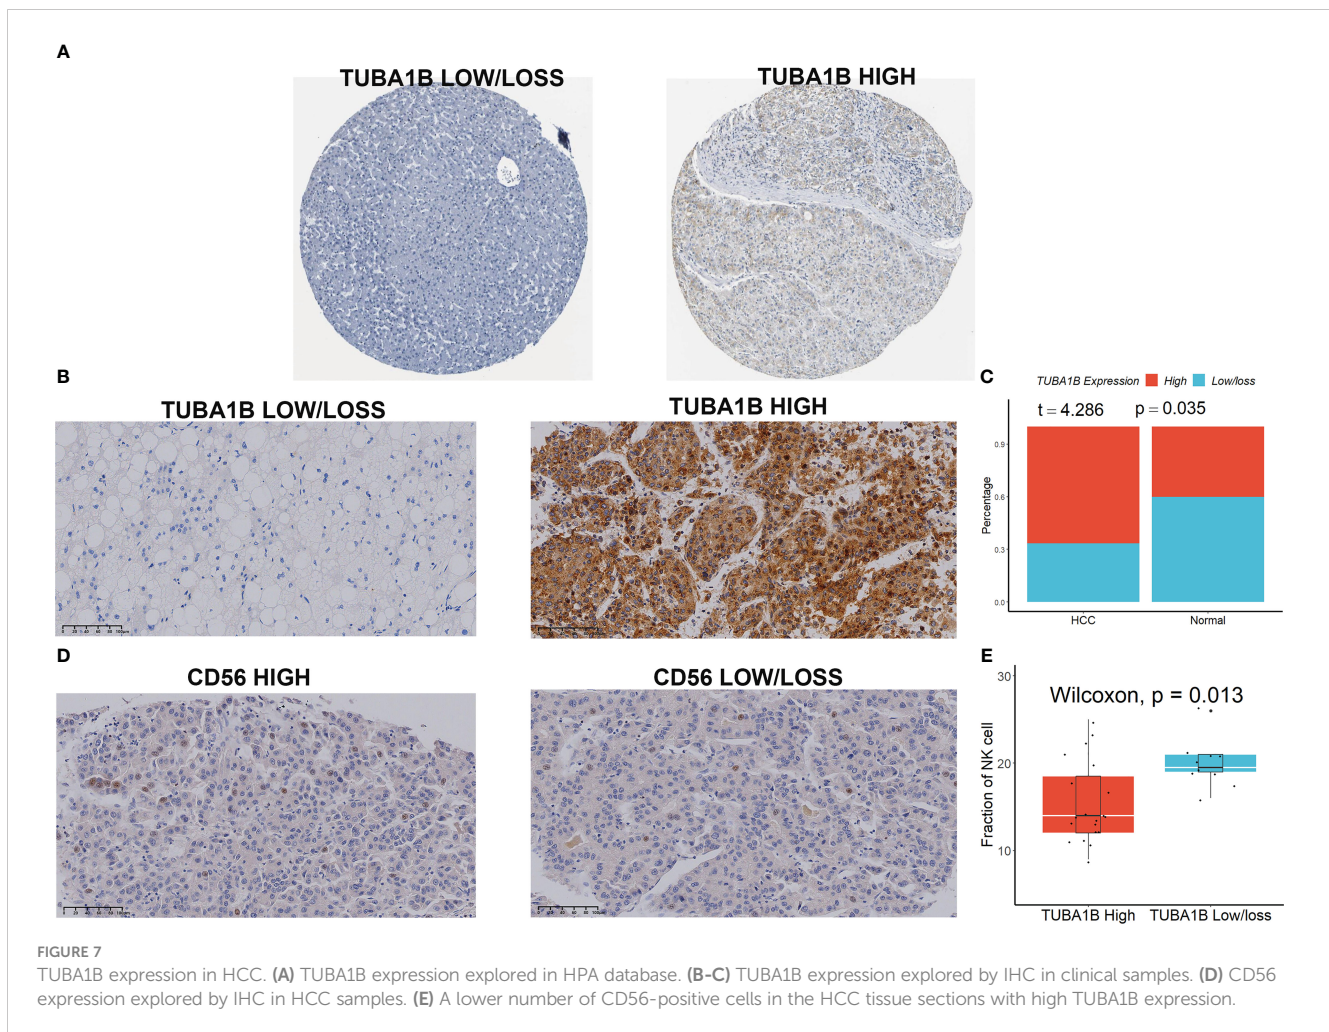 A
TUBA1B LOW/LOSS
TUBA1B HIGH
B
TUBA1B LOW/LOSS
TUBA1B HIGH
C
TUBA1B Expression High Low/loss
t = 4.286 p = 0.035
Percentage
0.9
0.6
0.3
0.0
HCC Normal
D
CD56 HIGH
CD56 LOW/LOSS
E
Wilcoxon, p = 0.013
Fraction of NK cell
30
20
10
TUBA1B High TUBA1B Low/loss
FIGURE 7
TUBA1B expression in HCC. (A) TUBA1B expression explored in HPA database. (B-C) TUBA1B expression explored by IHC in clinical samples. (D) CD56
expression explored by IHC in HCC samples. (E) A lower number of CD56-positive cells in the HCC tissue sections with high TUBA1B expression.